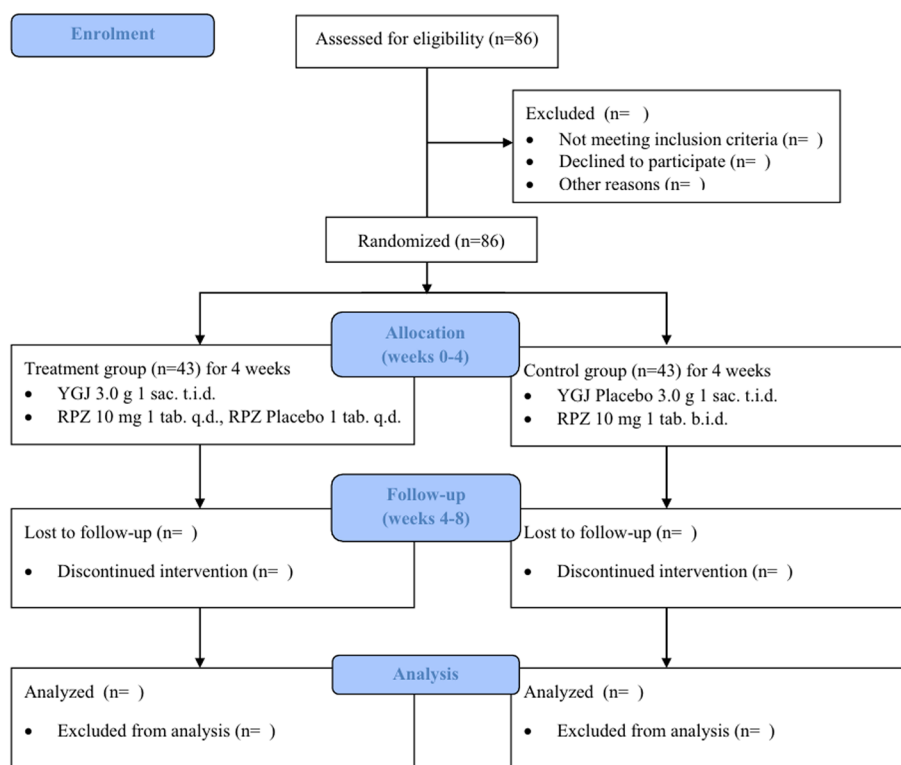 Enrolment
Assessed for eligibility (n=86)
Excluded (n= )
• Not meeting inclusion criteria (n= )
• Declined to participate (n= )
• Other reasons (n= )
Randomized (n=86)
Allocation
(weeks 0-4)
Treatment group (n=43) for 4 weeks
• YGJ 3.0 g 1 sac. t.i.d.
• RPZ 10 mg 1 tab. q.d., RPZ Placebo 1 tab. q.d.
Control group (n=43) for 4 weeks
• YGJ Placebo 3.0 g 1 sac. t.i.d.
• RPZ 10 mg 1 tab. b.i.d.
Follow-up
(weeks 4-8)
Lost to follow-up (n= )
• Discontinued intervention (n= )
Lost to follow-up (n= )
• Discontinued intervention (n= )
Analysis
Analyzed (n= )
• Excluded from analysis (n= )
Analyzed (n= )
• Excluded from analysis (n= )